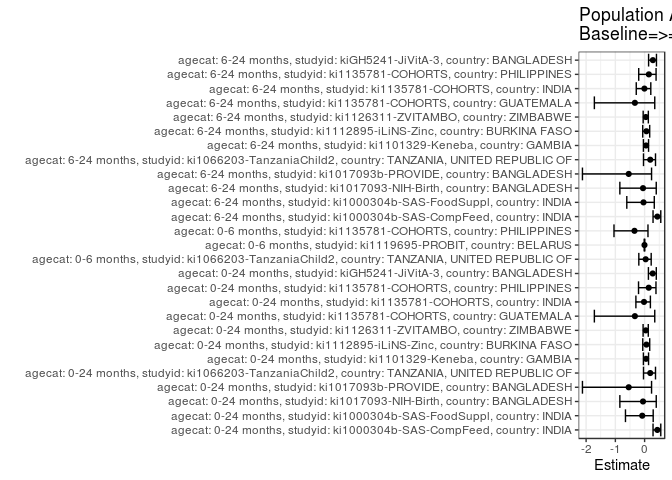 Population
Baseline=>
agecat: 6-24 months, studyid: kiGH5241-JiVitA-3, country: BANGLADESH
agecat: 6-24 months, studyid: ki1135781-COHORTS, country: PHILIPPINES
agecat: 6-24 months, studyid: ki1135781-COHORTS, country: INDIA
agecat: 6-24 months, studyid: ki1135781-COHORTS, country: GUATEMALA
agecat: 6-24 months, studyid: ki1126311-ZVITAMBO, country: ZIMBABWE
agecat: 6-24 months, studyid: ki1112895-iLiNS-Zinc, country: BURKINA FASO
agecat: 6-24 months, studyid: ki1101329-Keneba, country: GAMBIA
agecat: 6-24 months, studyid: ki1066203-TanzaniaChild2, country: TANZANIA, UNITED REPUBLIC OF
agecat: 6-24 months, studyid: ki1017093b-PROVIDE, country: BANGLADESH
agecat: 6-24 months, studyid: ki1017093-NIH-Birth, country: BANGLADESH
agecat: 6-24 months, studyid: ki1000304b-SAS-FoodSuppl, country: INDIA
agecat: 6-24 months, studyid: ki1000304b-SAS-CompFeed, country: INDIA
agecat: 0-6 months, studyid: ki1135781-COHORTS, country: PHILIPPINES
agecat: 0-6 months, studyid: ki1119695-PROBIT, country: BELARUS
agecat: 0-6 months, studyid: ki1066203-TanzaniaChild2, country: TANZANIA, UNITED REPUBLIC OF
agecat: 0-24 months, studyid: kiGH5241-JiVitA-3, country: BANGLADESH
agecat: 0-24 months, studyid: ki1135781-COHORTS, country: PHILIPPINES
agecat: 0-24 months, studyid: ki1135781-COHORTS, country: INDIA
agecat: 0-24 months, studyid: ki1135781-COHORTS, country: GUATEMALA
agecat: 0-24 months, studyid: ki1126311-ZVITAMBO, country: ZIMBABWE
agecat: 0-24 months, studyid: ki1112895-iLiNS-Zinc, country: BURKINA FASO
agecat: 0-24 months, studyid: ki1101329-Keneba, country: GAMBIA
agecat: 0-24 months, studyid: ki1066203-TanzaniaChild2, country: TANZANIA, UNITED REPUBLIC OF
agecat: 0-24 months, studyid: ki1017093b-PROVIDE, country: BANGLADESH
agecat: 0-24 months, studyid: ki1017093-NIH-Birth, country: BANGLADESH
agecat: 0-24 months, studyid: ki1000304b-SAS-FoodSuppl, country: INDIA
agecat: 0-24 months, studyid: ki1000304b-SAS-CompFeed, country: INDIA
-2 -1 0
Estimate